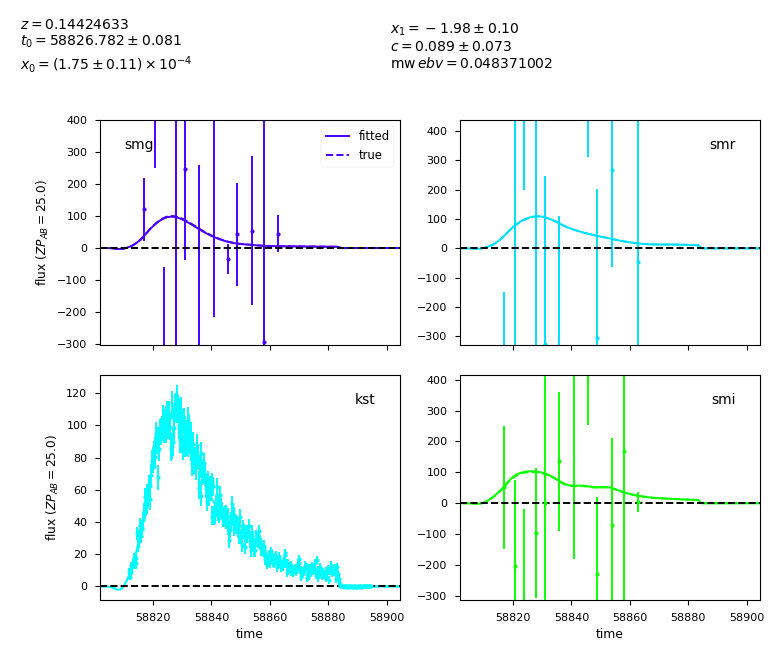 z = 0.14424633
t₀ = 58826.782 ± 0.081
x₀ = (1.75 ± 0.11) × 10⁻⁴
x₁ = −1.98 ± 0.10
c = 0.089 ± 0.073
mw ebv = 0.048371002
smg
fitted
true
400
300
200
100
0
−100
−200
−300
flux (ZP_AB = 25.0)
smr
400
300
200
100
0
−100
−200
−300
kst
120
100
80
60
40
20
0
flux (ZP_AB = 25.0)
58820 58840 58860 58880 58900
time
smi
400
300
200
100
0
−100
−200
−300
58820 58840 58860 58880 58900
time